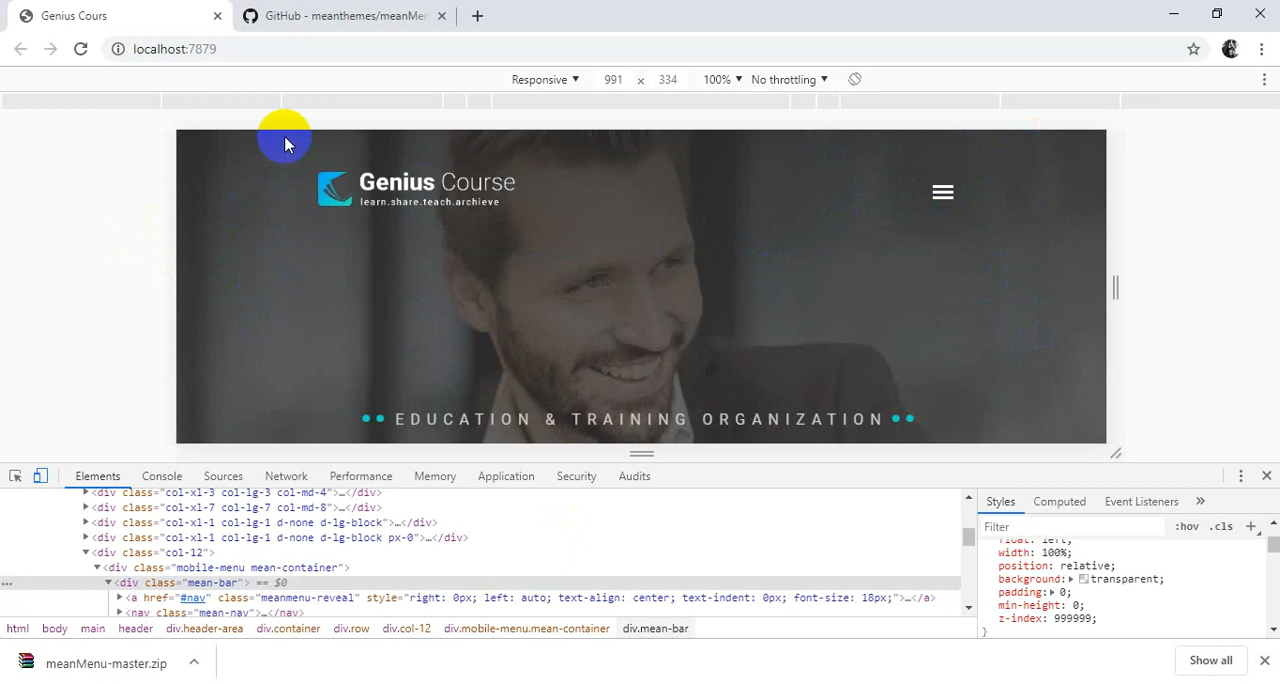 Genius Cours
GitHub - meanthemes/meanMen
localhost:7879
Responsive 991 × 334 100% No throttling
Genius Course
learn.share.teach.archieve
EDUCATION & TRAINING ORGANIZATION
Elements Console Sources Network Performance Memory Application Security Audits
<div class="col-xl-3 col-lg-3 col-md-4">…</div>
<div class="col-xl-7 col-lg-7 col-md-8">…</div>
<div class="col-xl-1 col-lg-1 d-none d-lg-block">…</div>
<div class="col-xl-1 col-lg-1 d-none d-lg-block px-0">…</div>
<div class="col-12">
<div class="mobile-menu mean-container">
… <div class="mean-bar"> == $0
<a href="#nav" class="meanmenu-reveal" style="right: 0px; left: auto; text-align: center; text-indent: 0px; font-size: 18px;">…</a>
<nav class="mean-nav">…</nav>
html body main header div.header-area div.container div.row div.col-12 div.mobile-menu.mean-container div.mean-bar
Styles Computed Event Listeners »
Filter :hov .cls +
float: left;
width: 100%;
position: relative;
background: transparent;
padding: 0;
min-height: 0;
z-index: 999999;
}
meanMenu-master.zip
Show all